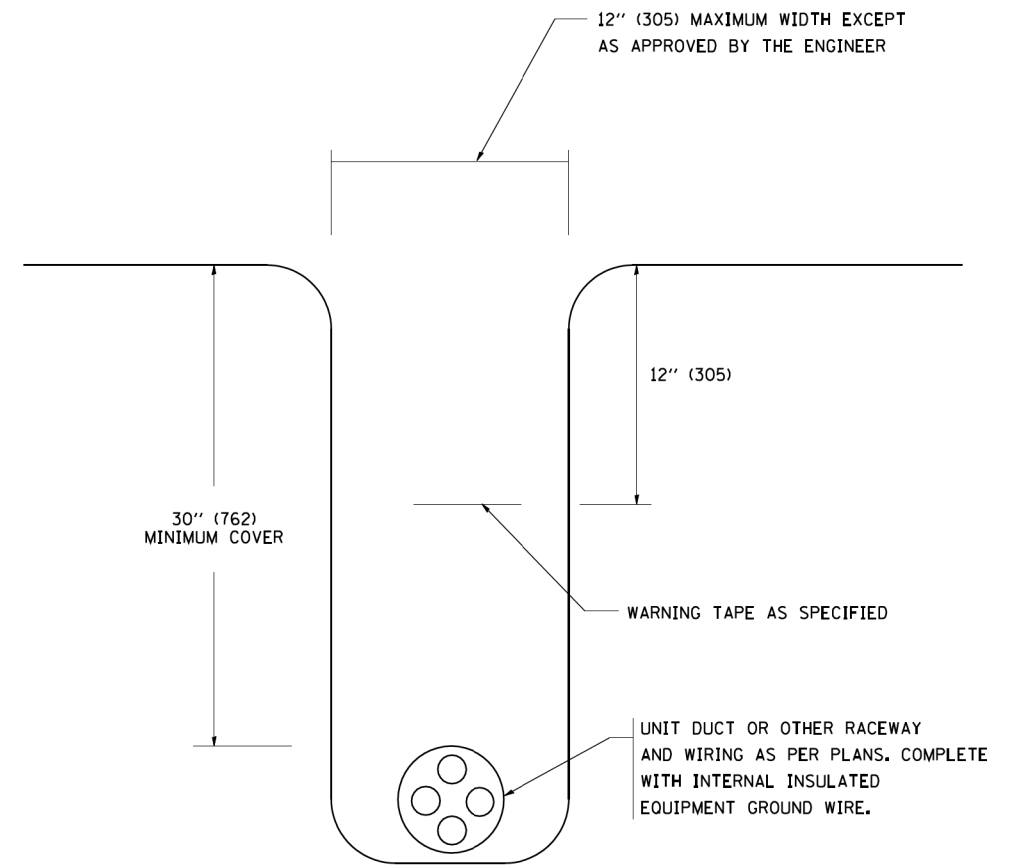 12′′ (305) MAXIMUM WIDTH EXCEPT
AS APPROVED BY THE ENGINEER
12′′ (305)
30′′ (762)
MINIMUM COVER
WARNING TAPE AS SPECIFIED
UNIT DUCT OR OTHER RACEWAY
AND WIRING AS PER PLANS. COMPLETE
WITH INTERNAL INSULATED
EQUIPMENT GROUND WIRE.